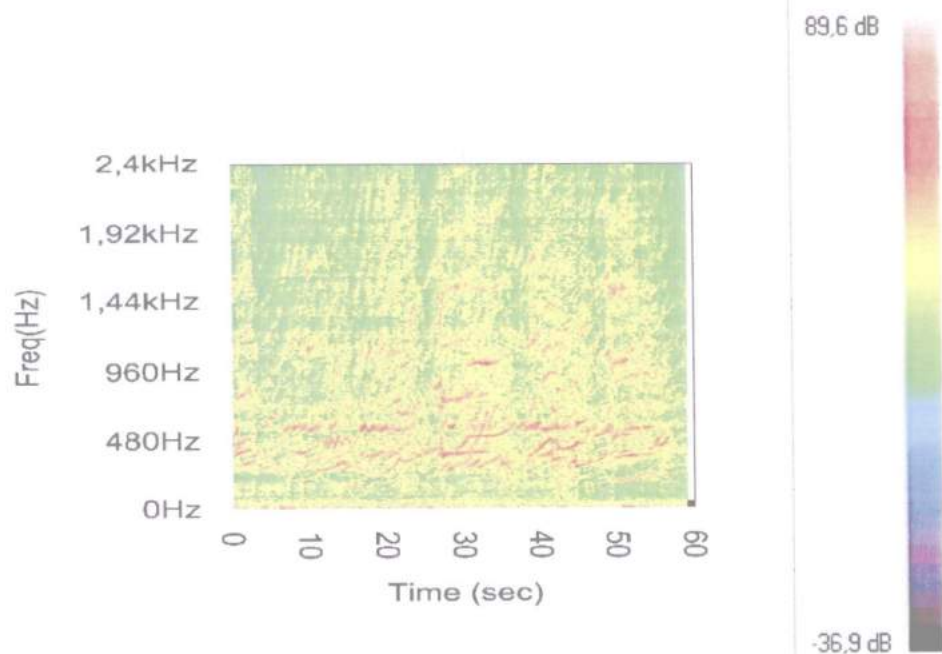 89,6 dB
2,4kHz
1,92kHz
1,44kHz
960Hz
480Hz
0Hz
Freq(Hz)
0 10 20 30 40 50 60
Time (sec)
-36,9 dB